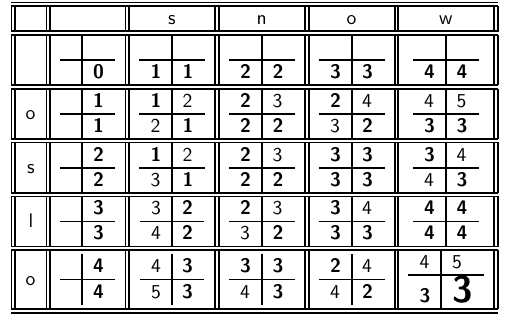 s n o w
0 1 1 2 2 3 3 4 4
1 1 2 2 3 2 4 4 5
o
1 2 1 2 2 3 2 3 3
2 1 2 2 3 3 3 3 4
s
2 3 1 2 2 3 3 4 3
3 3 2 2 3 3 4 4 4
l
3 4 2 3 2 3 3 4 4
4 4 3 3 3 2 4 4 5
o
4 5 3 4 3 4 2 3 3